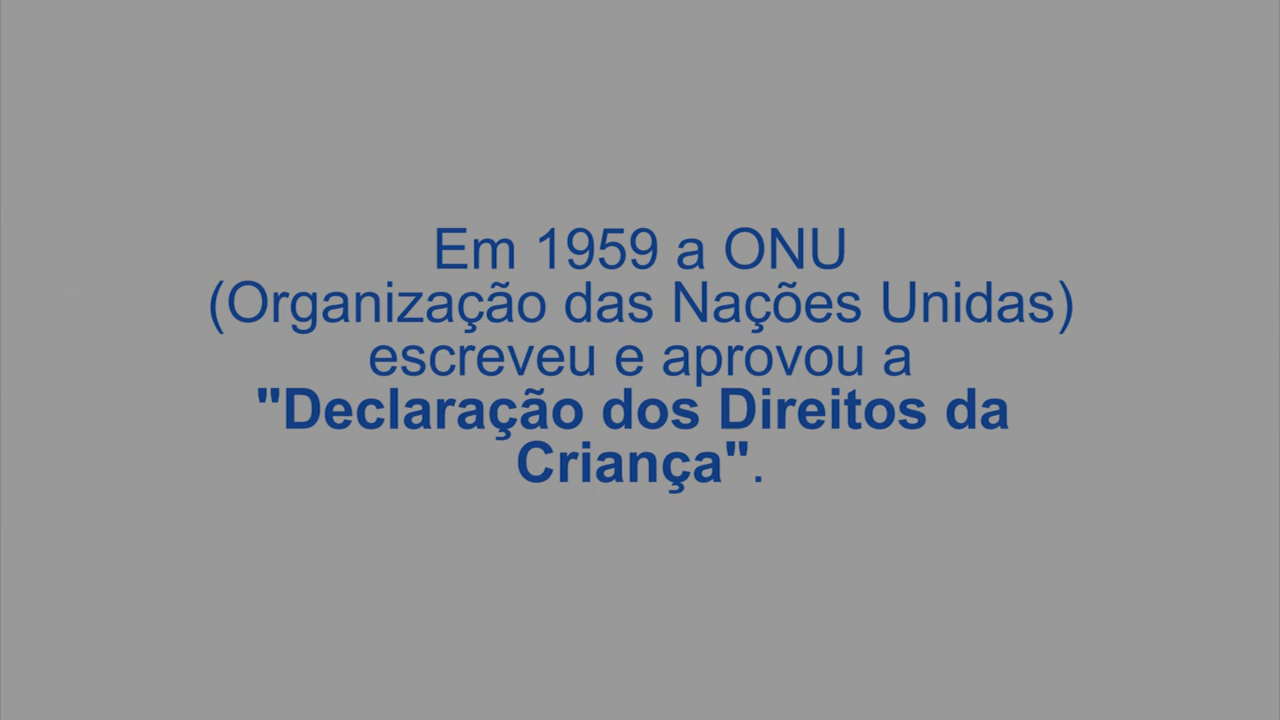 Em 1959 a ONU
(Organização das Nações Unidas)
escreveu e aprovou a
"Declaração dos Direitos da
Criança".